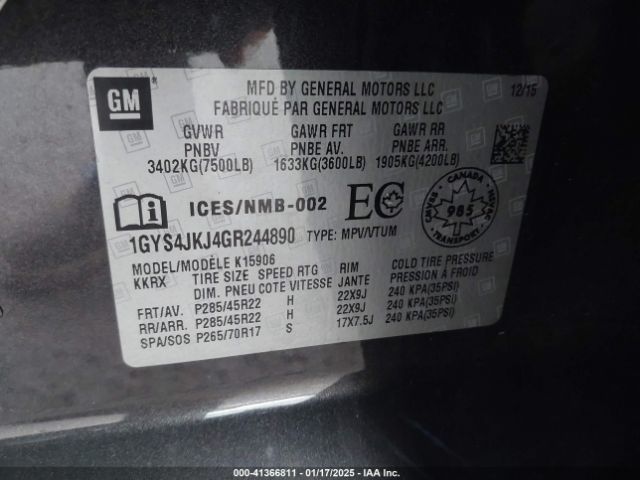 GM
MFD BY GENERAL MOTORS LLC 12/15
FABRIQUÉ PAR GENERAL MOTORS LLC
GVWR GAWR FRT GAWR RR
PNBV PNBE AV. PNBE ARR.
3402KG(7500LB) 1633KG(3600LB) 1905KG(4200LB)
i ICES/NMB-002 EC CANADA 985
1GYS4JKJ4GR244890 TYPE: MPV/VTUM
MODEL/MODÈLE K15906
KKRX TIRE SIZE SPEED RTG RIM COLD TIRE PRESSURE
DIM. PNEU COTE VITESSE JANTE PRESSION À FROID
FRT/AV. P285/45R22 H 22X9J 240 KPA(35PSI)
RR/ARR. P285/45R22 H 22X9J 240 KPA(35PSI)
SPA/SOS P265/70R17 S 17X7.5J 240 KPA(35PSI)
000-41366811 - 01/17/2025 - IAADA.COM